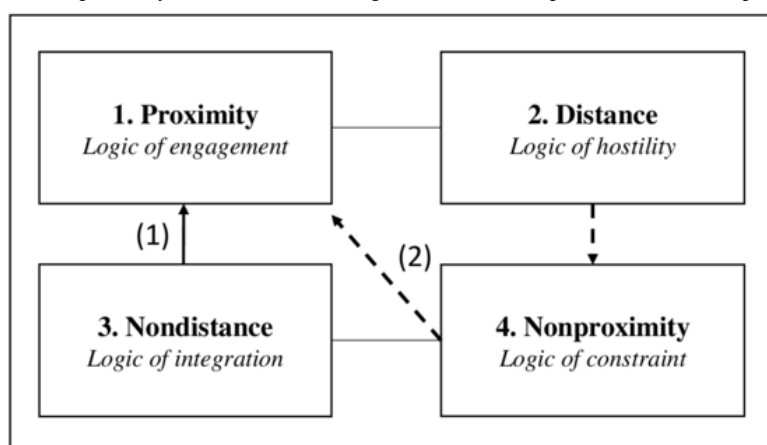 1. Proximity
Logic of engagement
2. Distance
Logic of hostility
(1)
(2)
3. Nondistance
Logic of integration
4. Nonproximity
Logic of constraint